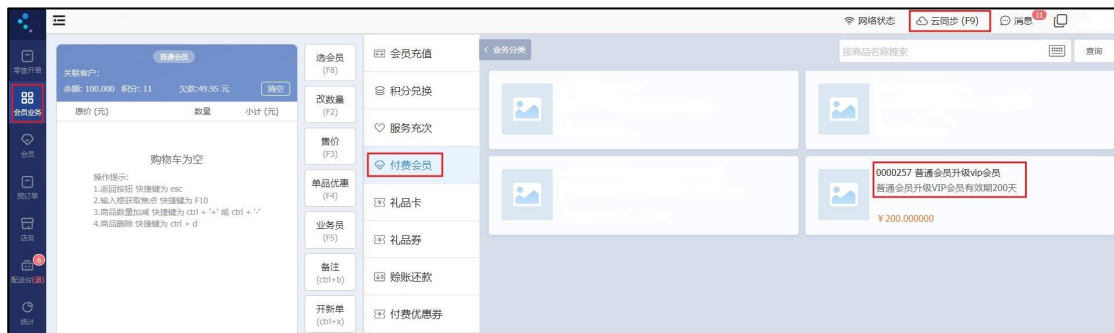 网络状态
云同步 (F9)
消息
11
零售开单
会员业务
会员
预订单
店务
6
配送台(退)
统计
普通会员
关联客户：
余额: 100.000 积分: 11 欠款:49.95 元
清空
原价 (元) 数量 小计 (元)
购物车为空
操作提示:
1.返回按钮 快捷键为 esc
2.输入框获取焦点 快捷键为 F10
3.商品数量加减 快捷键为 ctrl + '+' 或 ctrl + '-'
4.商品删除 快捷键为 ctrl + d
选会员
(F8)
改数量
(F2)
售价
(F3)
单品优惠
(F4)
业务员
(F5)
备注
(ctrl+b)
开新单
(ctrl+x)
会员充值
积分兑换
服务充次
付费会员
礼品卡
礼品券
赊账还款
付费优惠券
< 业务分类
按商品名称搜索
查询
0000257 普通会员升级vip会员
普通会员升级VIP会员有效期200天
¥ 200.000000